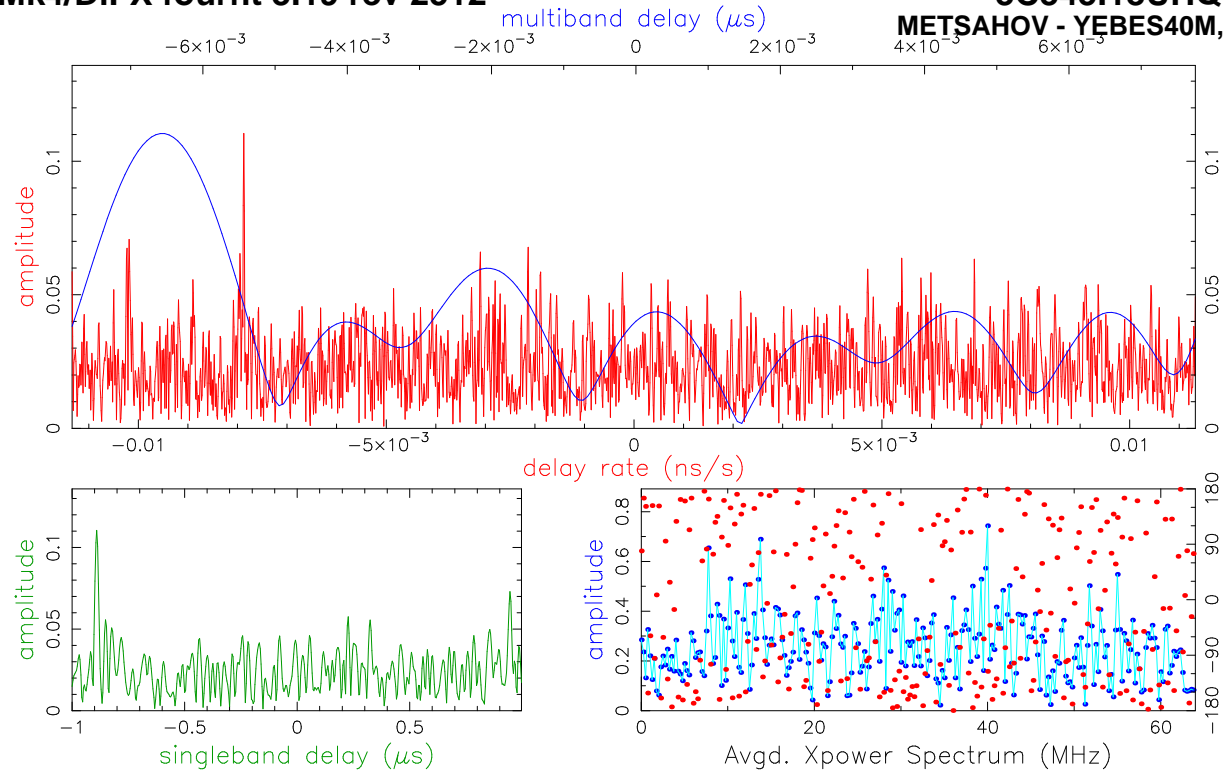 multiband delay (μs)
METSAHOV - YEBES40M,
−6×10−3 −4×10−3 −2×10−3 0 2×10−3 4×10−3 6×10−3
amplitude
0 0.05 0.1
0 0.05 0.1
−0.01 −5×10−3 0 5×10−3 0.01
delay rate (ns/s)
amplitude
0 0.05 0.1
−1 −0.5 0 0.5
singleband delay (μs)
amplitude
0 0.2 0.4 0.6 0.8
−180 −90 0 90 180
0 20 40 60
Avgd. Xpower Spectrum (MHz)